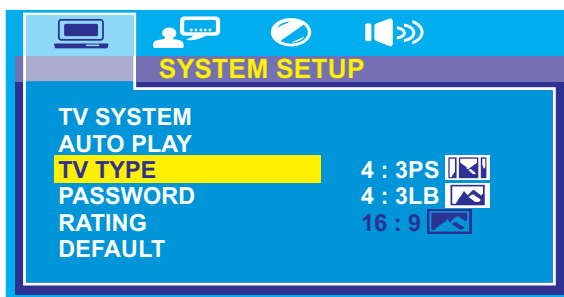 SYSTEM SETUP
TV SYSTEM
AUTO PLAY
TV TYPE 4 : 3PS
PASSWORD 4 : 3LB
RATING 16 : 9
DEFAULT